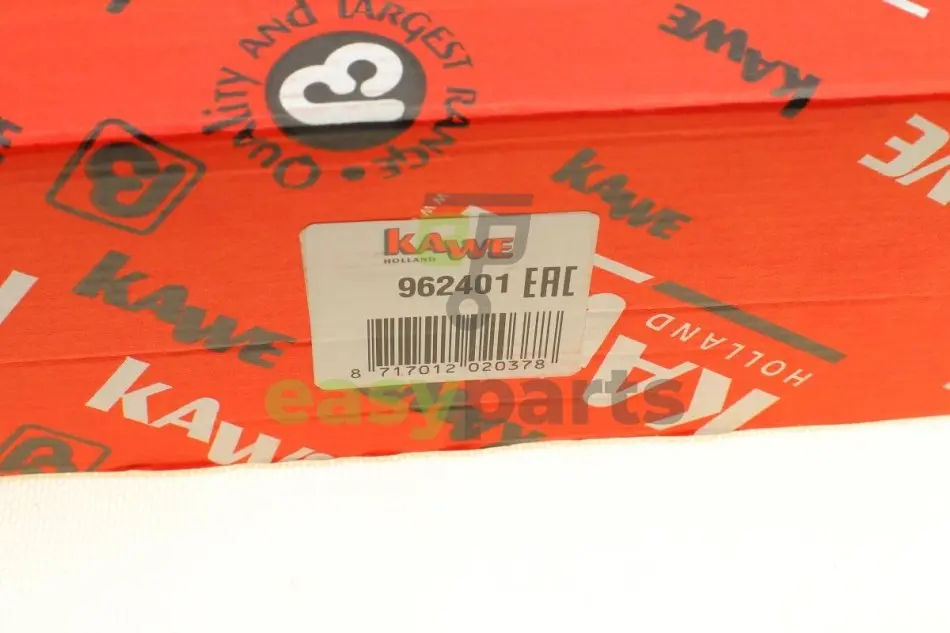 QUALITY AND LARGEST RANGE
KAWE
KAWE
KAWE
HOLLAND
962401 EAC
8 717012 020378
easyparts
KAWE
HOLLAND
KAWE